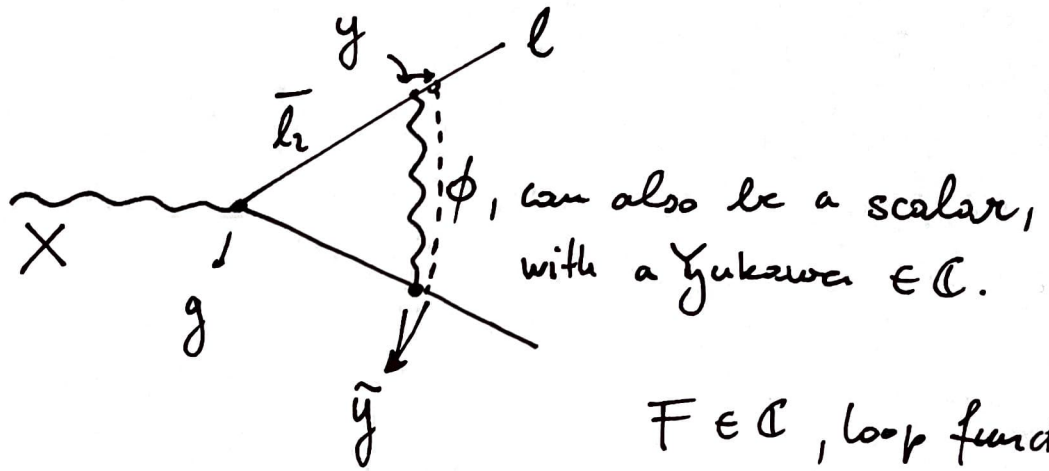 y
l
l̅₂
ϕ, can also be a scalar,
X
with a Yukawa ∈ ℂ.
g
ỹ
F ∈ ℂ, loop func